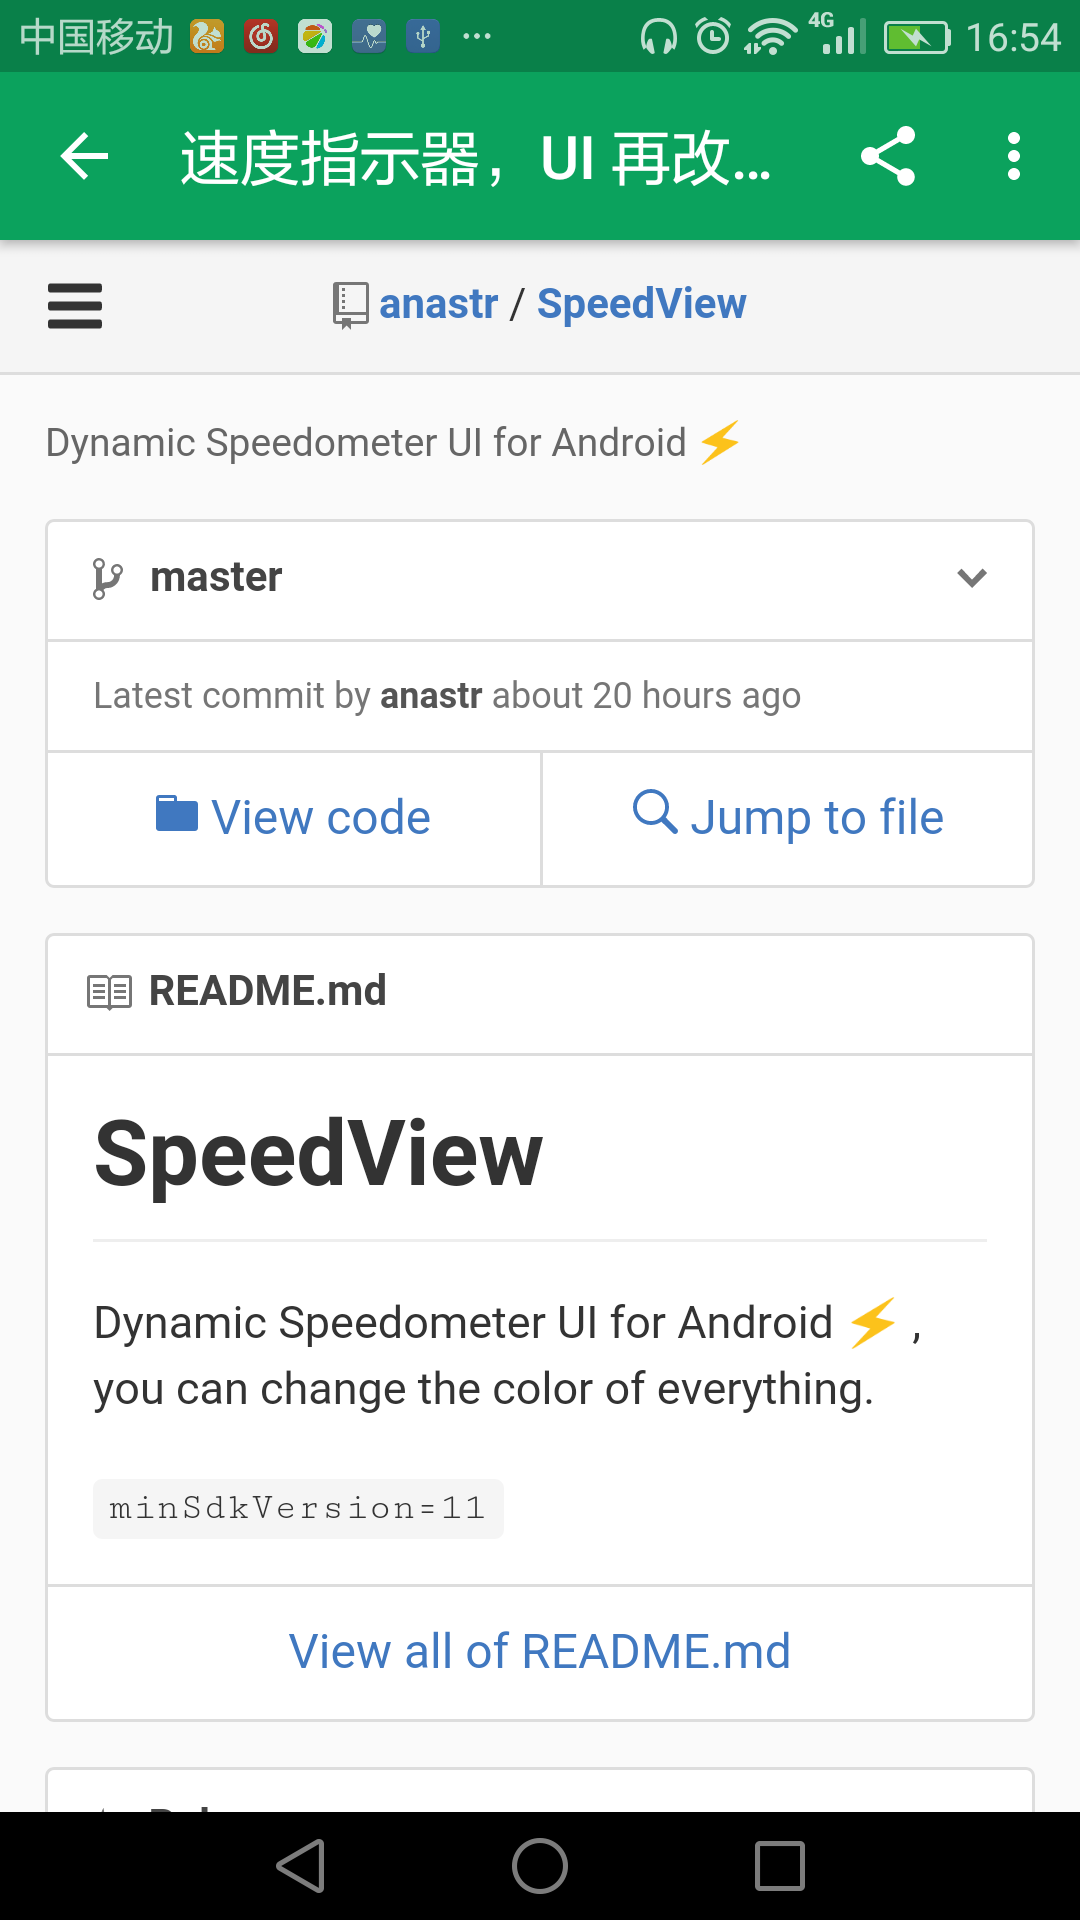 中国移动 ... 4G 16:54
速度指示器，UI 再改...
anastr / SpeedView
Dynamic Speedometer UI for Android ⚡
master
Latest commit by anastr about 20 hours ago
View code
Jump to file
README.md
SpeedView
Dynamic Speedometer UI for Android ⚡ ,
you can change the color of everything.
minSdkVersion=11
View all of README.md